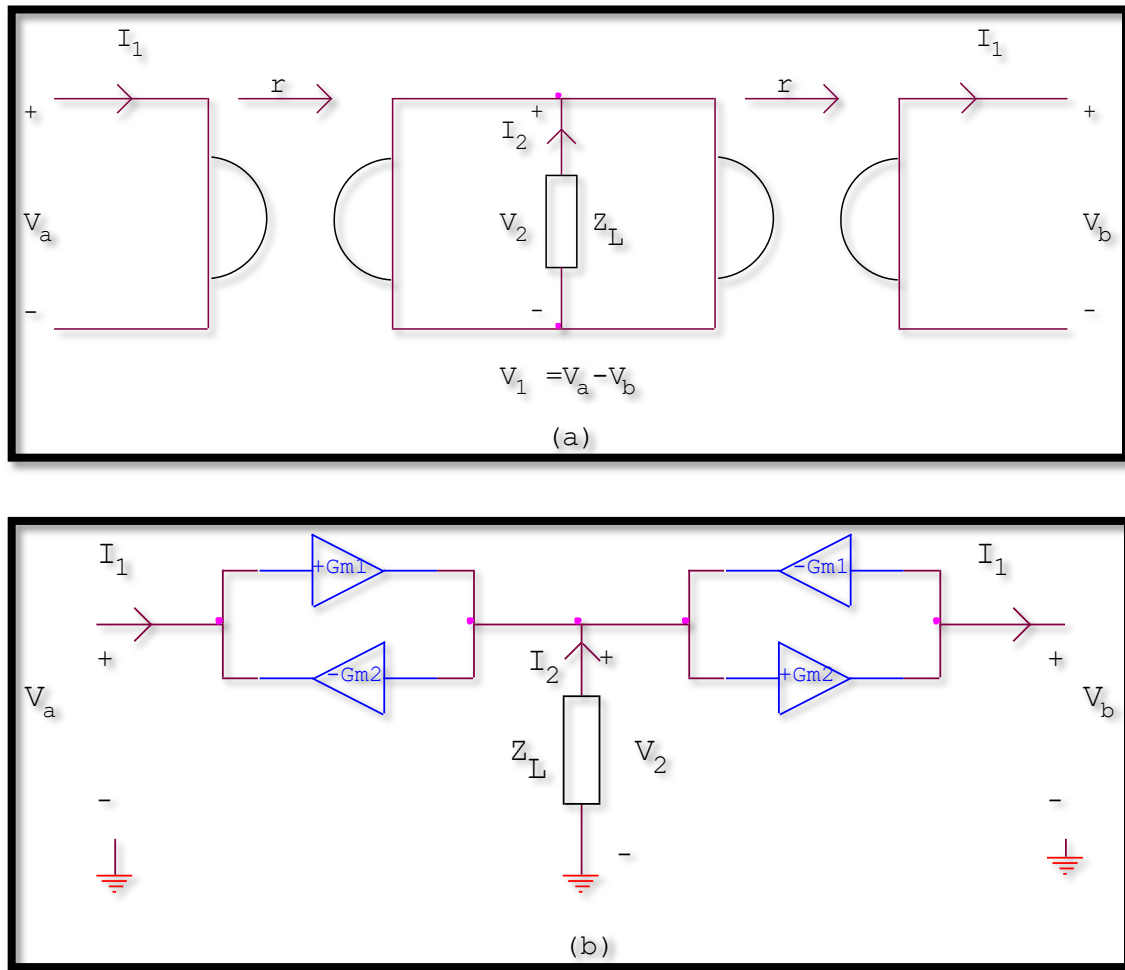 I1
I1
r
r
+
+
+
I2
Va
V2
ZL
Vb
-
-
-
V1 =Va-Vb
(a)
I1
+Gm1
-Gm1
I1
+
I2
+
+
-Gm2
+Gm2
Va
Vb
ZL
V2
-
-
-
(b)